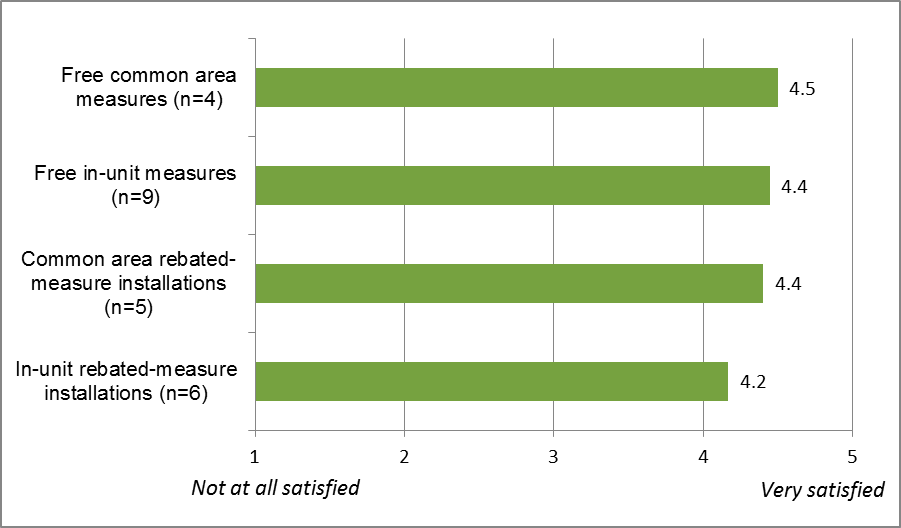 Free common area
measures (n=4)
4.5
Free in-unit measures
(n=9)
4.4
Common area rebated-
measure installations
(n=5)
4.4
In-unit rebated-measure
installations (n=6)
4.2
1 2 3 4 5
Not at all satisfied Very satisfied